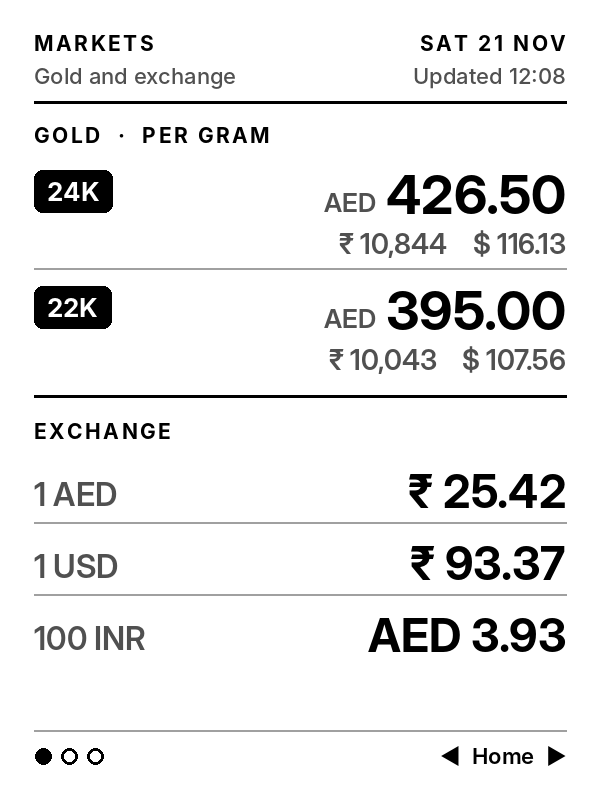 MARKETS SAT 21 NOV
Gold and exchange Updated 12:08
GOLD · PER GRAM
24K AED 426.50
₹ 10,844 $ 116.13
22K AED 395.00
₹ 10,043 $ 107.56
EXCHANGE
1 AED ₹ 25.42
1 USD ₹ 93.37
100 INR AED 3.93
◀ Home ▶